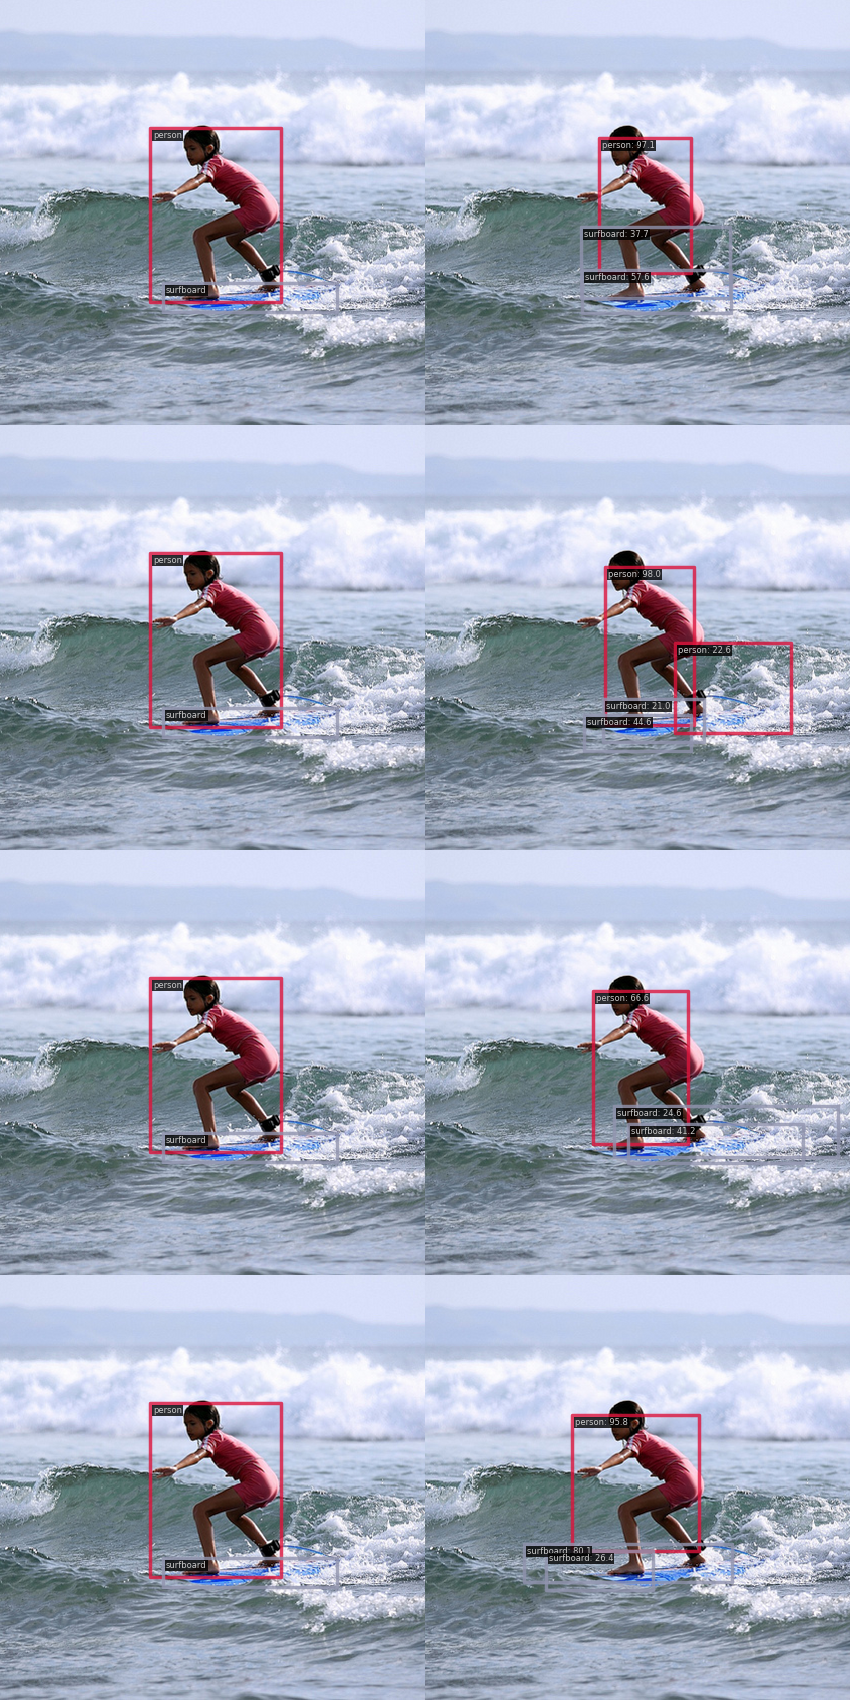 person
person: 97.1
surfboard: 37.7
surfboard: 57.6
surfboard
person
person: 98.0
person: 22.6
surfboard: 21.0
surfboard
surfboard: 44.6
person
person: 66.6
surfboard: 24.6
surfboard: 41.2
surfboard
person
person: 95.8
surfboard: 80.1
surfboard: 26.4
surfboard